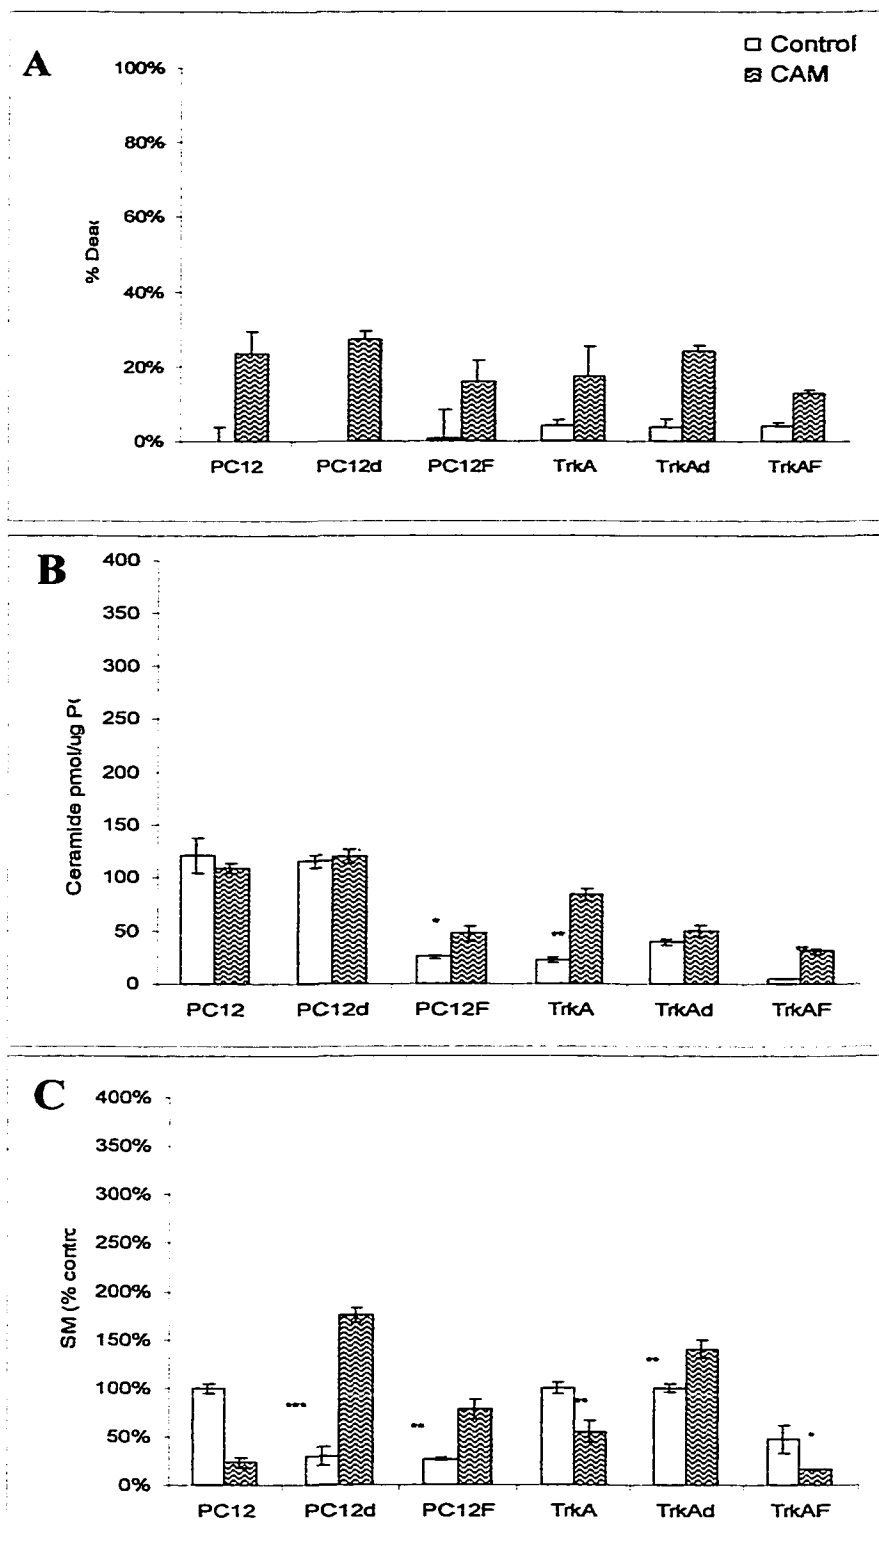 Control
CAM
A
100%
80%
60%
40%
20%
0%
% Dead
PC12 PC12d PC12F TrkA TrkAd TrkAF
B
400
350
300
250
200
150
100
50
0
Ceramide pmol/ug P(
* **
**
PC12 PC12d PC12F TrkA TrkAd TrkAF
C
400%
350%
300%
250%
200%
150%
100%
50%
0%
SM (% contro
*** ** ** ** *
PC12 PC12d PC12F TrkA TrkAd TrkAF